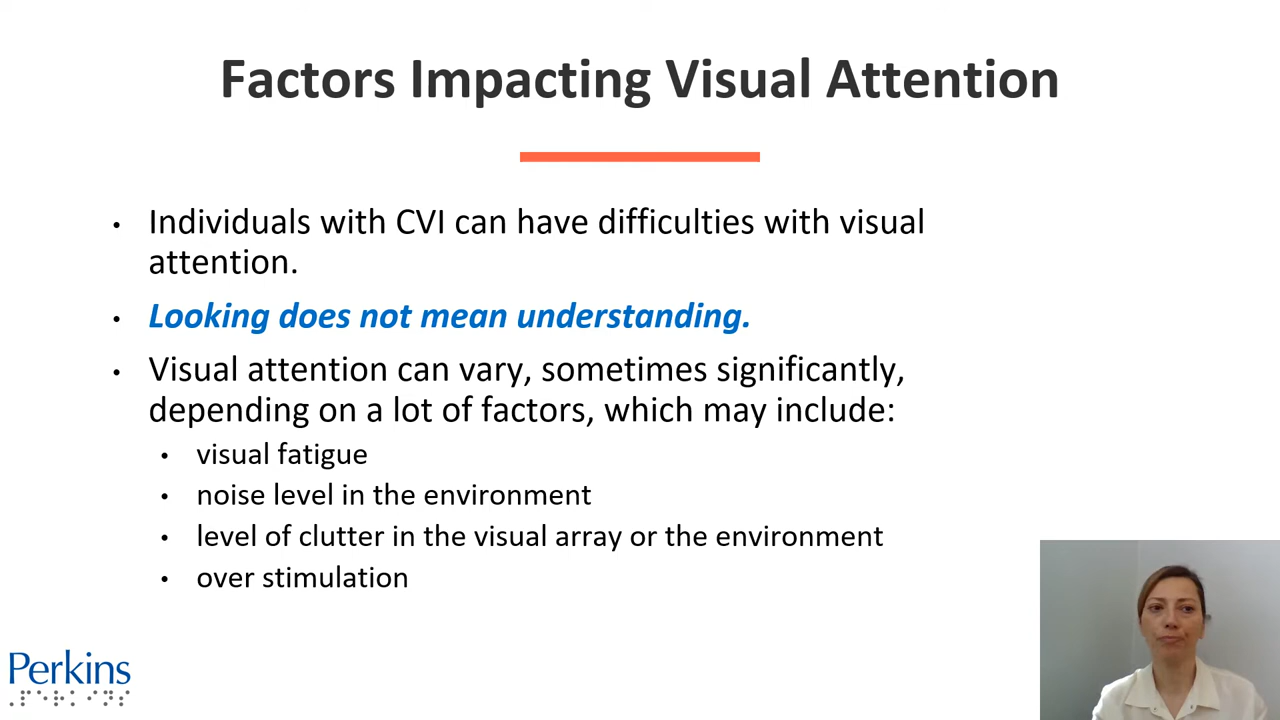 Factors Impacting Visual Attention
• Individuals with CVI can have difficulties with visual
attention.
• Looking does not mean understanding.
• Visual attention can vary, sometimes significantly,
depending on a lot of factors, which may include:
• visual fatigue
• noise level in the environment
• level of clutter in the visual array or the environment
• over stimulation
Perkins
⠠⠏⠑⠗⠅⠊⠝⠎